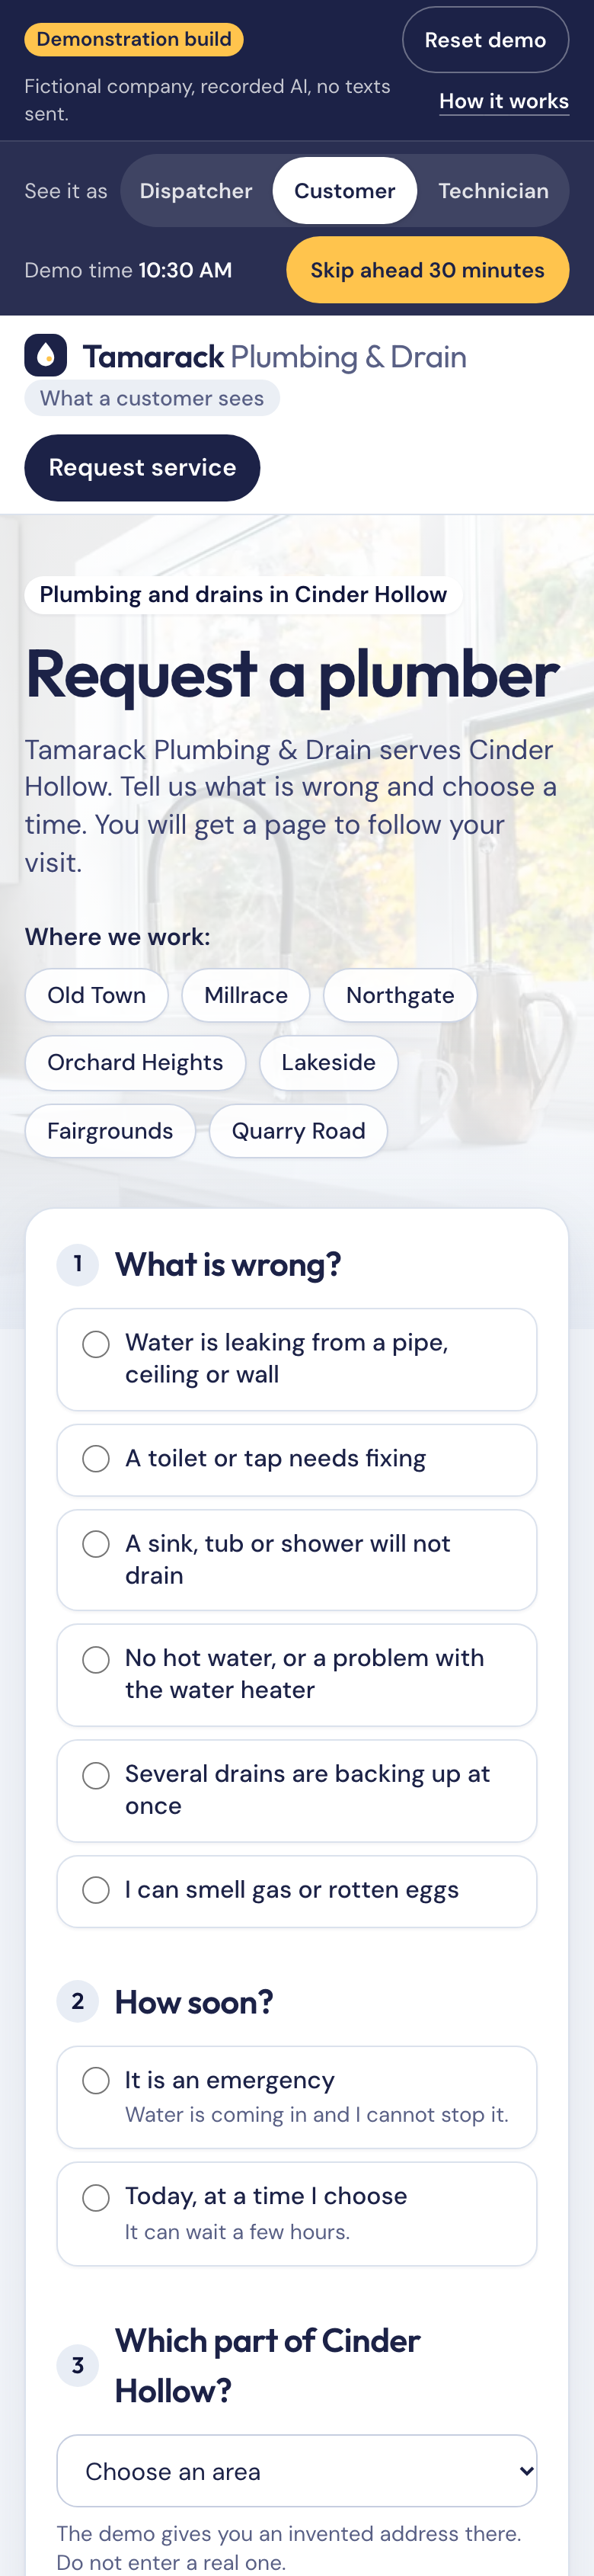 Demonstration build
Reset demo
Fictional company, recorded AI, no texts
sent.
How it works
See it as
Dispatcher
Customer
Technician
Demo time 10:30 AM
Skip ahead 30 minutes
Tamarack Plumbing & Drain
What a customer sees
Request service
Plumbing and drains in Cinder Hollow
Request a plumber
Tamarack Plumbing & Drain serves Cinder
Hollow. Tell us what is wrong and choose a
time. You will get a page to follow your
visit.
Where we work:
Old Town
Millrace
Northgate
Orchard Heights
Lakeside
Fairgrounds
Quarry Road
1 What is wrong?
Water is leaking from a pipe,
ceiling or wall
A toilet or tap needs fixing
A sink, tub or shower will not
drain
No hot water, or a problem with
the water heater
Several drains are backing up at
once
I can smell gas or rotten eggs
2 How soon?
It is an emergency
Water is coming in and I cannot stop it.
Today, at a time I choose
It can wait a few hours.
3 Which part of Cinder
Hollow?
Choose an area
The demo gives you an invented address there.
Do not enter a real one.